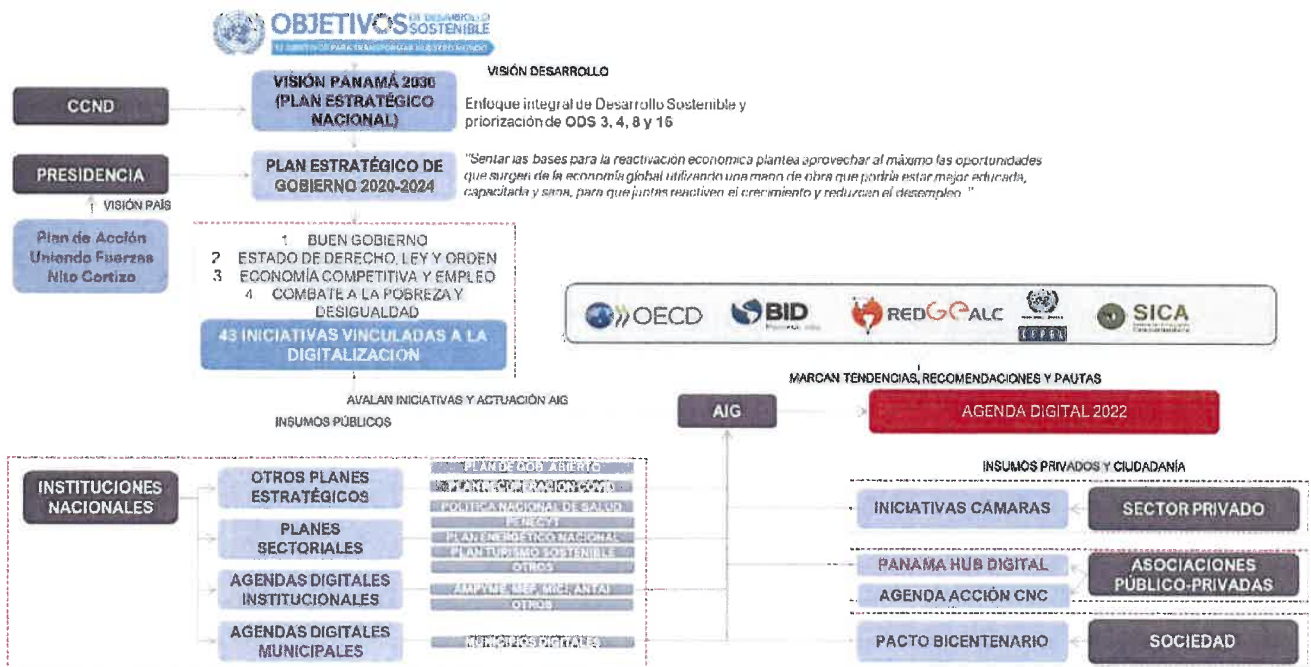 OBJETIVOS DE DESARROLLO SOSTENIBLE
17 OBJETIVOS PARA TRANSFORMAR NUESTRO MUNDO
CCND
VISIÓN PANAMÁ 2030
(PLAN ESTRATÉGICO
NACIONAL)
VISIÓN DESARROLLO
Enfoque integral de Desarrollo Sostenible y
priorización de ODS 3, 4, 8 y 16
PRESIDENCIA
PLAN ESTRATÉGICO DE
GOBIERNO 2020-2024
"Sentar las bases para la reactivación económica plantea aprovechar al máximo las oportunidades
que surgen de la economía global utilizando una mano de obra que podría estar mejor educada,
capacitada y sana, para que juntas reactiven el crecimiento y reduzcan el desempleo."
VISIÓN PAÍS
Plan de Acción
Uniendo Fuerzas
Nito Cortizo
1 BUEN GOBIERNO
2 ESTADO DE DERECHO, LEY Y ORDEN
3 ECONOMÍA COMPETITIVA Y EMPLEO
4 COMBATE A LA POBREZA Y
DESIGUALDAD
43 INICIATIVAS VINCULADAS A LA
DIGITALIZACIÓN
OECD
BID
REDGEALC
CEPAL
SICA
MARCAN TENDENCIAS, RECOMENDACIONES Y PAUTAS
AVALAN INICIATIVAS Y ACTUACIÓN AIG
INSUMOS PÚBLICOS
AIG
AGENDA DIGITAL 2022
INSTITUCIONES
NACIONALES
OTROS PLANES
ESTRATÉGICOS
PLAN DE GOB. ABIERTO
PLAN RECUPERACIÓN COVID
POLÍTICA NACIONAL DE SALUD
PLANES
SECTORIALES
PENECYT
PLAN ENERGÉTICO NACIONAL
PLAN TURISMO SOSTENIBLE
OTROS
AGENDAS DIGITALES
INSTITUCIONALES
AMPYME, MEF, MICI, ANTAI
OTROS
AGENDAS DIGITALES
MUNICIPALES
MUNICIPIOS DIGITALES
INSUMOS PRIVADOS Y CIUDADANÍA
INICIATIVAS CÁMARAS
SECTOR PRIVADO
PANAMA HUB DIGITAL
AGENDA ACCIÓN CNC
ASOCIACIONES
PÚBLICO-PRIVADAS
PACTO BICENTENARIO
SOCIEDAD